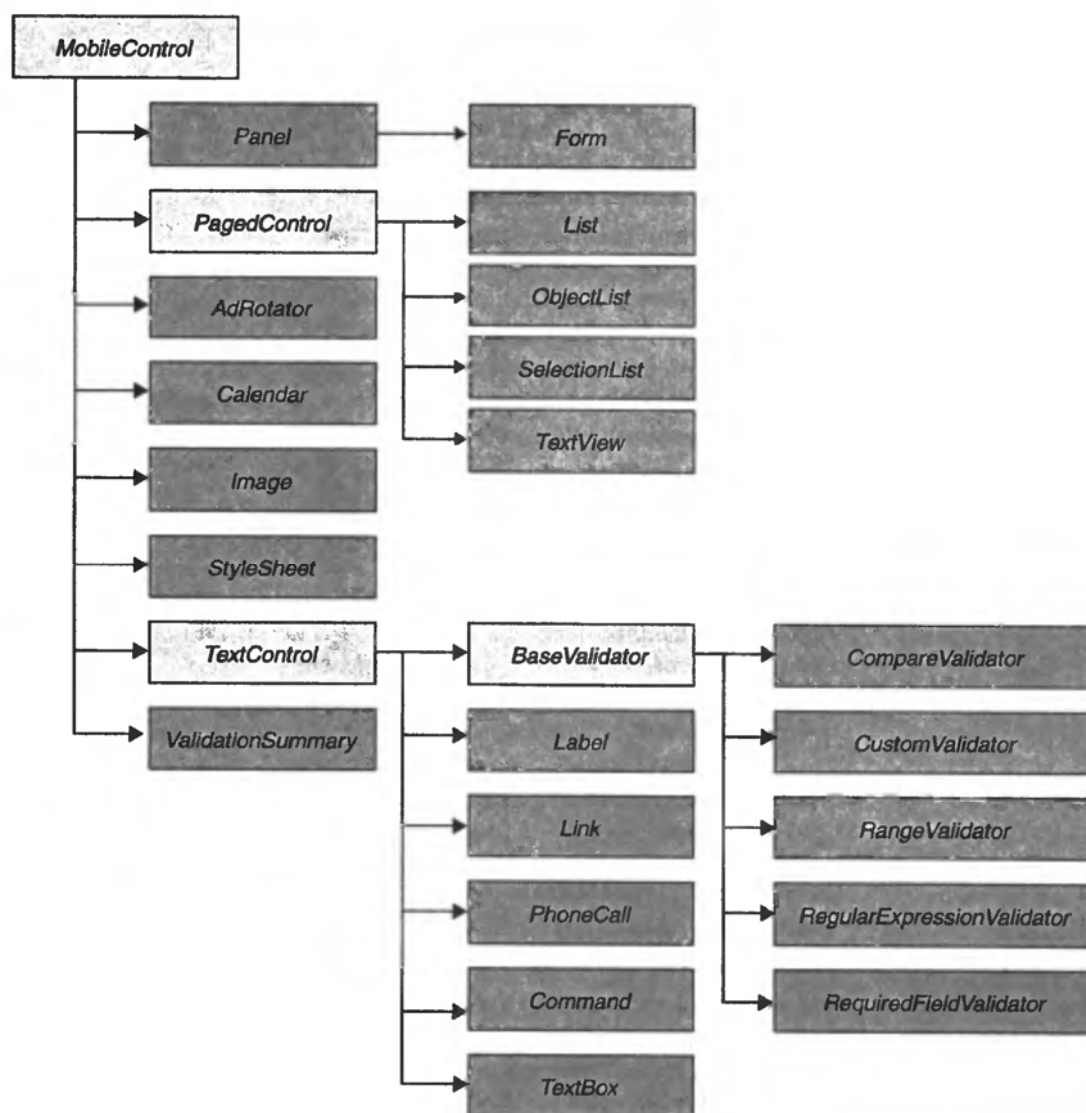 MobileControl
Panel
Form
PagedControl
List
AdRotator
ObjectList
Calendar
SelectionList
TextView
Image
StyleSheet
TextControl
BaseValidator
CompareValidator
ValidationSummary
Label
CustomValidator
Link
RangeValidator
PhoneCall
RegularExpressionValidator
Command
RequiredFieldValidator
TextBox